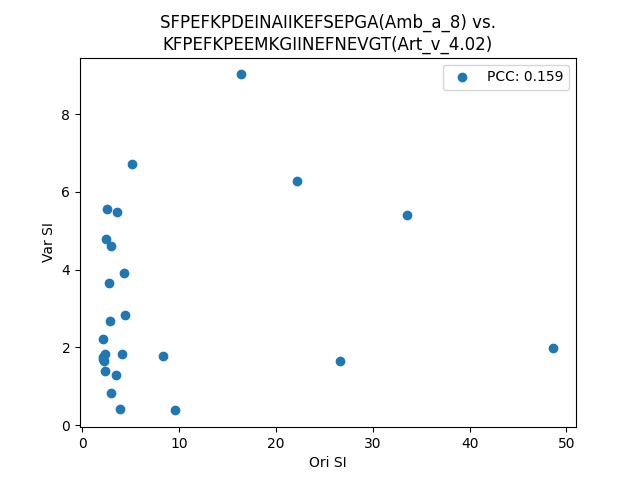 SFPEFKPDEINAIIKEFSEPGA(Amb_a_8) vs.
KFPEFKPEEMKGIINEFNEVGT(Art_v_4.02)
PCC: 0.159
8
6
4
2
0
Var SI
0 10 20 30 40 50
Ori SI